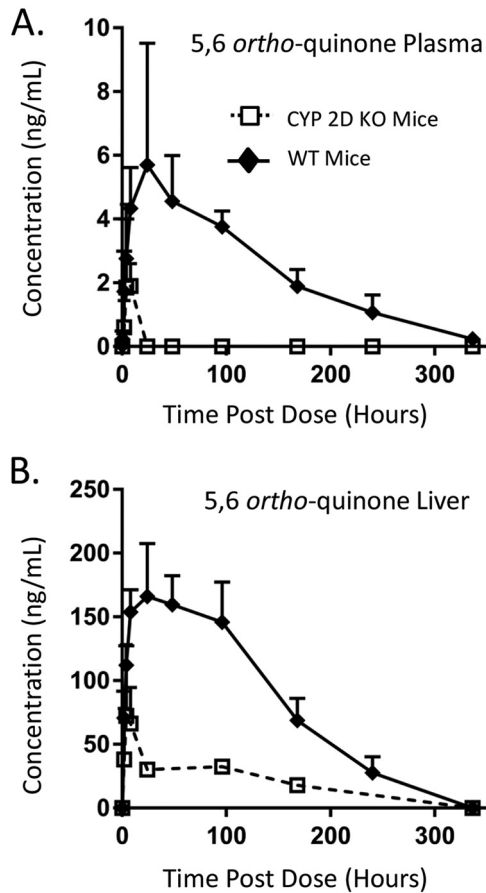 A.
5,6 ortho-quinone Plasma
Concentration (ng/mL)
10
8
6
4
2
0
CYP 2D KO Mice
WT Mice
0 100 200 300
Time Post Dose (Hours)
B.
5,6 ortho-quinone Liver
Concentration (ng/mL)
250
200
150
100
50
0
0 100 200 300
Time Post Dose (Hours)